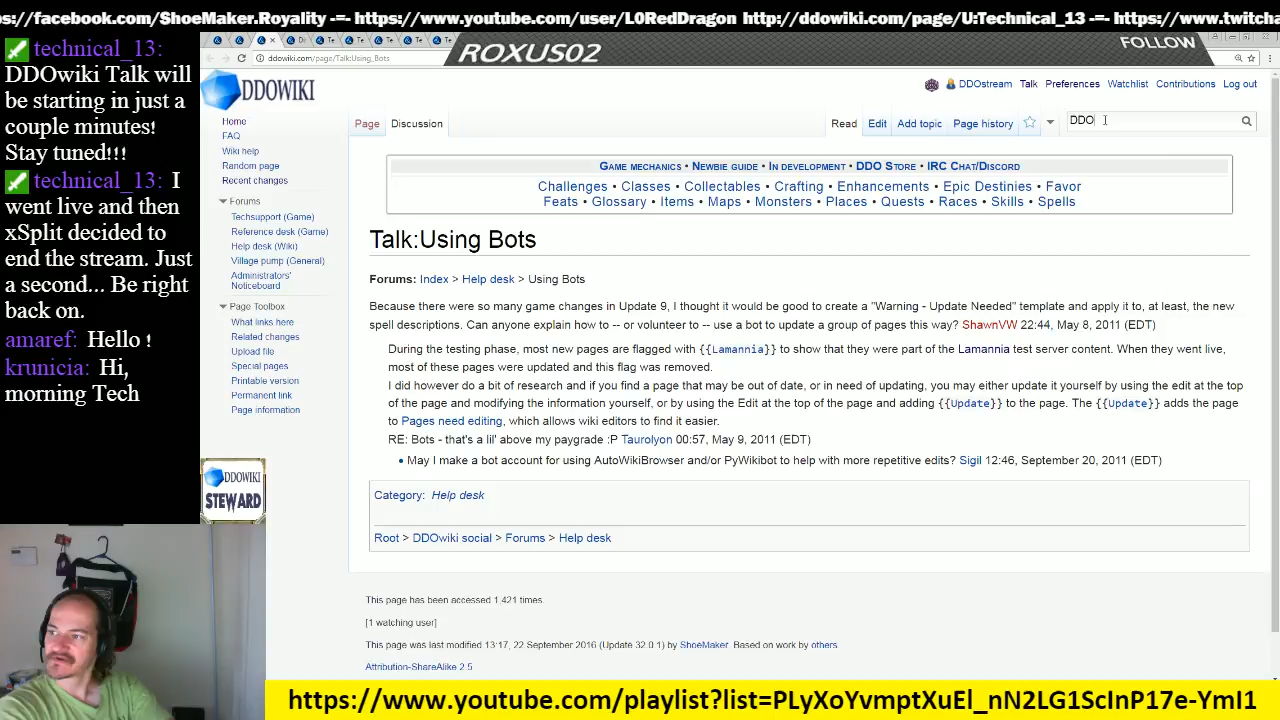 s://facebook.com/ShoeMaker.Royality -=- https://www.youtube.com/user/L0RedDragon http://ddowiki.com/page/U:Technical_13 -=- https://www.twitch
technical_13:
DDOwiki Talk will
be starting in just a
couple minutes!
Stay tuned!!!
technical_13: I
went live and then
xSplit decided to
end the stream. Just
a second... Be right
back on.
amaref: Hello !
krunicia: Hi,
morning Tech
ROXUS02
FOLLOW
ddowiki.com/page/Talk:Using_Bots
DDOWIKI
DDOstream Talk Preferences Watchlist Contributions Log out
Page Discussion Read Edit Add topic Page history DDO
Home
FAQ
Wiki help
Random page
Recent changes
Forums
Techsupport (Game)
Reference desk (Game)
Help desk (Wiki)
Village pump (General)
Administrators'
Noticeboard
Page Toolbox
What links here
Related changes
Upload file
Special pages
Printable version
Permanent link
Page information
DDOWIKI
STEWARD
Game mechanics • Newbie guide • In development • DDO Store • IRC Chat/Discord
Challenges • Classes • Collectables • Crafting • Enhancements • Epic Destinies • Favor
Feats • Glossary • Items • Maps • Monsters • Places • Quests • Races • Skills • Spells
Talk:Using Bots
Forums: Index > Help desk > Using Bots
Because there were so many game changes in Update 9, I thought it would be good to create a "Warning - Update Needed" template and apply it to, at least, the new
spell descriptions. Can anyone explain how to -- or volunteer to -- use a bot to update a group of pages this way? ShawnVW 22:44, May 8, 2011 (EDT)
During the testing phase, most new pages are flagged with {{Lamannia}} to show that they were part of the Lamannia test server content. When they went live,
most of these pages were updated and this flag was removed.
I did however do a bit of research and if you find a page that may be out of date, or in need of updating, you may either update it yourself by using the edit at the top
of the page and modifying the information yourself, or by using the Edit at the top of the page and adding {{Update}} to the page. The {{Update}} adds the page
to Pages need editing, which allows wiki editors to find it easier.
RE: Bots - that's a lil' above my paygrade :P Taurolyon 00:57, May 9, 2011 (EDT)
• May I make a bot account for using AutoWikiBrowser and/or PyWikibot to help with more repetitive edits? Sigil 12:46, September 20, 2011 (EDT)
Category: Help desk
Root > DDOwiki social > Forums > Help desk
This page has been accessed 1,421 times.
[1 watching user]
This page was last modified 13:17, 22 September 2016 (Update 32.0.1) by ShoeMaker. Based on work by others.
Attribution-ShareAlike 2.5
https://www.youtube.com/playlist?list=PLyXoYvmptXuEl_nN2LG1ScInP17e-YmI1